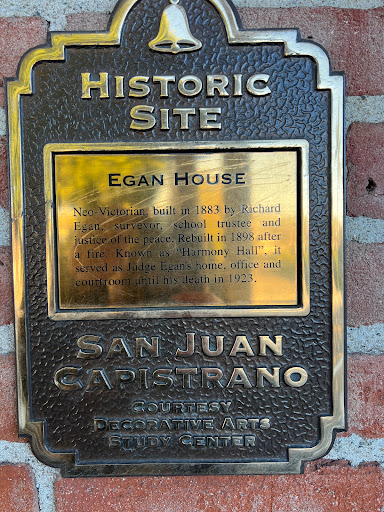 HISTORIC
SITE
EGAN HOUSE
Neo-Victorian, built in 1883 by Richard
Egan, surveyor, school trustee and
justice of the peace. Rebuilt in 1898 after
a fire. Known as "Harmony Hall", it
served as Judge Egan's home, office and
courtroom until his death in 1923.
SAN JUAN
CAPISTRANO
COURTESY
DECORATIVE ARTS
STUDY CENTER